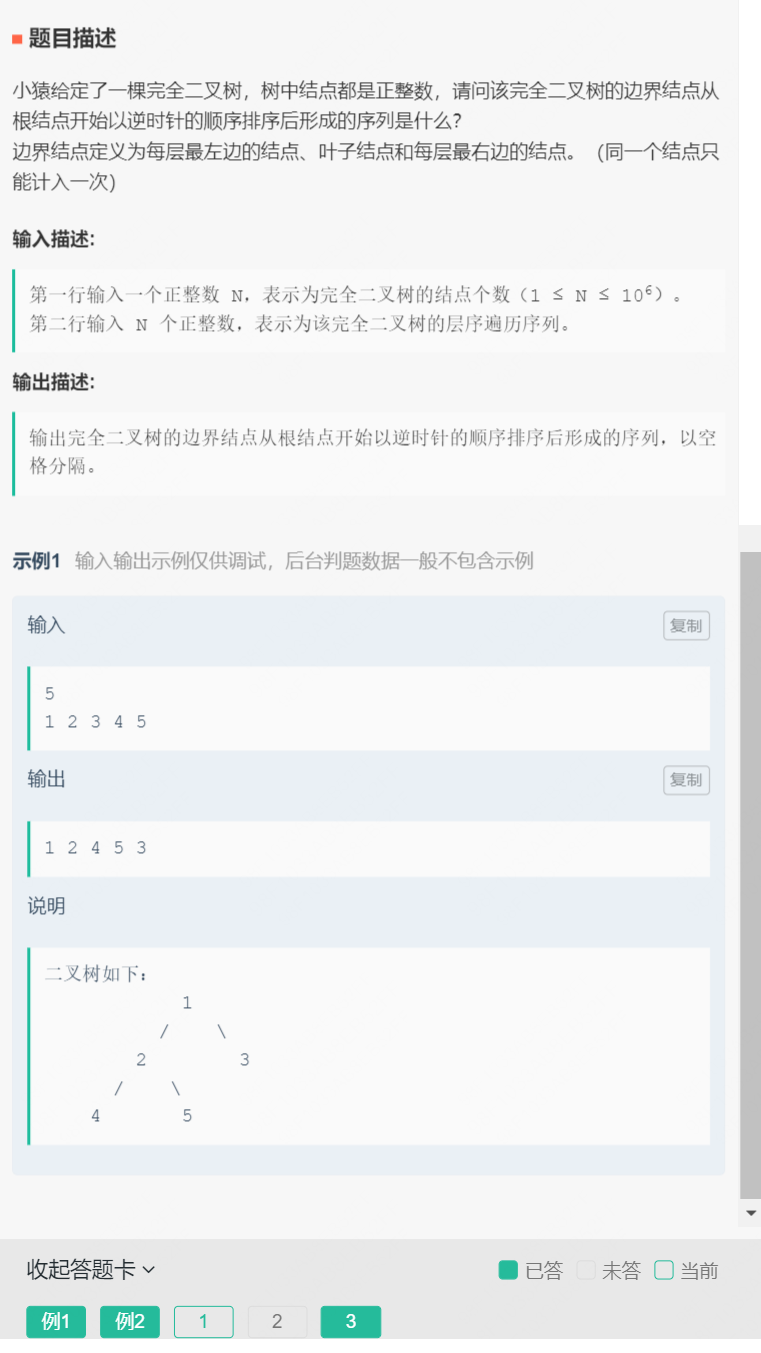 题目描述
小猿给定了一棵完全二叉树，树中结点都是正整数，请问该完全二叉树的边界结点从
根结点开始以逆时针的顺序排序后形成的序列是什么？
边界结点定义为每层最左边的结点、叶子结点和每层最右边的结点。（同一个结点只
能计入一次）
输入描述:
第一行输入一个正整数 N，表示为完全二叉树的结点个数（1 ≤ N ≤ 10⁶）。
第二行输入 N 个正整数，表示为该完全二叉树的层序遍历序列。
输出描述:
输出完全二叉树的边界结点从根结点开始以逆时针的顺序排序后形成的序列，以空
格分隔。
示例1 输入输出示例仅供调试，后台判题数据一般不包含示例
输入 复制
5
1 2 3 4 5
输出 复制
1 2 4 5 3
说明
二叉树如下：
1
/ \
2 3
/ \
4 5
收起答题卡 已答 未答 当前
例1 例2 1 2 3